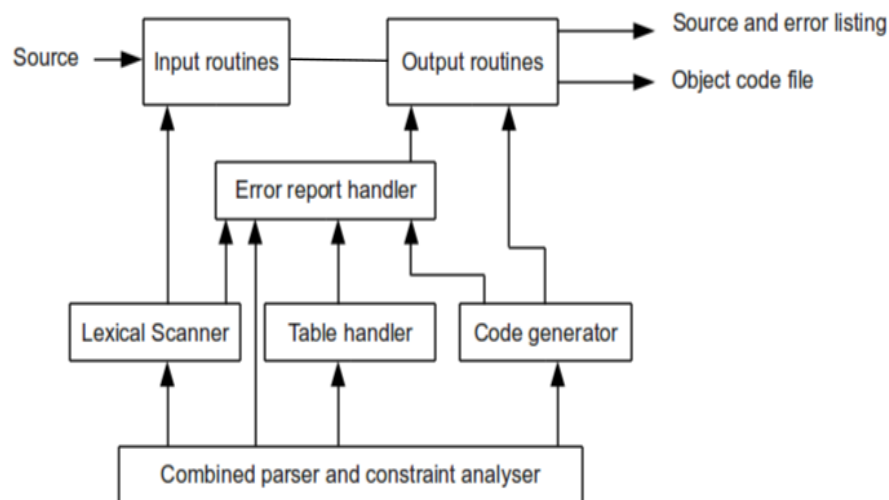 Source
Input routines
Output routines
Source and error listing
Object code file
Error report handler
Lexical Scanner
Table handler
Code generator
Combined parser and constraint analyser